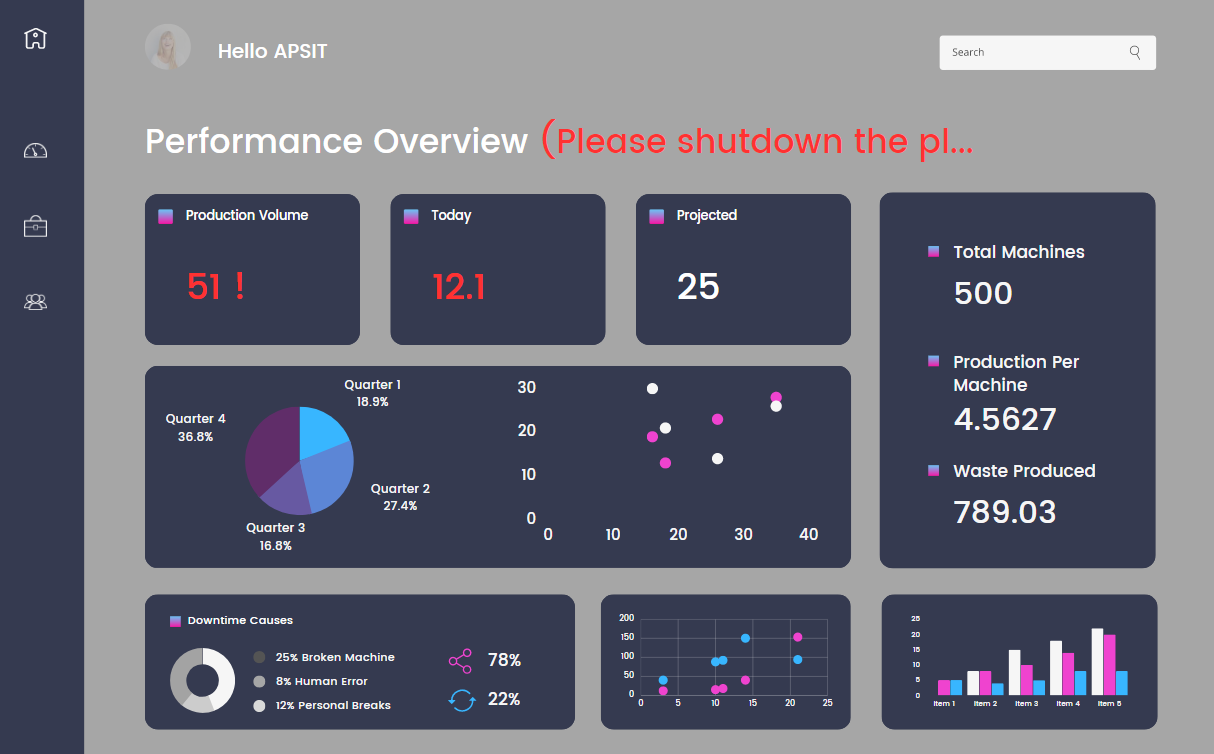 Hello APSIT
Search
Performance Overview (Please shutdown the pl...
Production Volume
51 !
Today
12.1
Projected
25
Total Machines
500
Production Per
Machine
4.5627
Waste Produced
789.03
Quarter 1
18.9%
Quarter 4
36.8%
Quarter 2
27.4%
Quarter 3
16.8%
30
20
10
0
0 10 20 30 40
Downtime Causes
25% Broken Machine
8% Human Error
12% Personal Breaks
78%
22%
200
150
100
50
0
0 5 10 15 20 25
25
20
15
10
5
0
Item 1 Item 2 Item 3 Item 4 Item 5